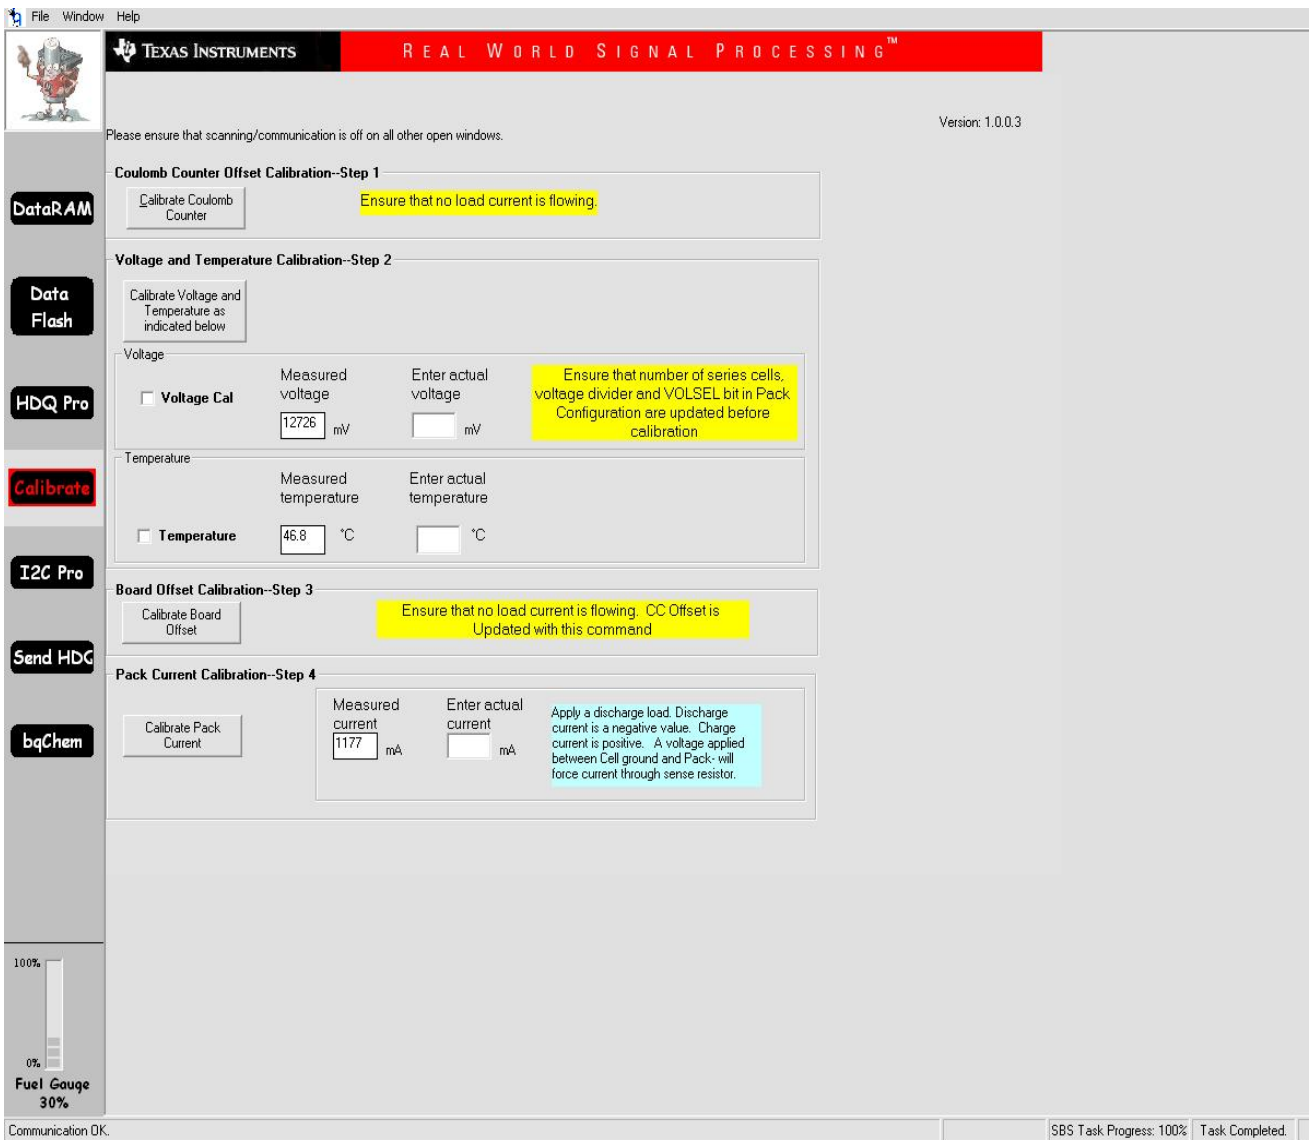 File Window Help
TEXAS INSTRUMENTS
REAL WORLD SIGNAL PROCESSING™
Version: 1.0.0.3
Please ensure that scanning/communication is off on all other open windows.
Coulomb Counter Offset Calibration--Step 1
Calibrate Coulomb
Counter
Ensure that no load current is flowing.
DataRAM
Voltage and Temperature Calibration--Step 2
Calibrate Voltage and
Temperature as
indicated below
Data
Flash
Voltage
Voltage Cal
Measured
voltage
12726 mV
Enter actual
voltage
mV
Ensure that number of series cells,
voltage divider and VOLSEL bit in Pack
Configuration are updated before
calibration
HDQ Pro
Temperature
Temperature
Measured
temperature
46.8 °C
Enter actual
temperature
°C
Calibrate
I2C Pro
Board Offset Calibration--Step 3
Calibrate Board
Offset
Ensure that no load current is flowing. CC Offset is
Updated with this command
Send HDQ
Pack Current Calibration--Step 4
Calibrate Pack
Current
Measured
current
1177 mA
Enter actual
current
mA
Apply a discharge load. Discharge
current is a negative value. Charge
current is positive. A voltage applied
between Cell ground and Pack- will
force current through sense resistor.
bqChem
100%
0%
Fuel Gauge
30%
Communication OK.
SBS Task Progress: 100%
Task Completed.